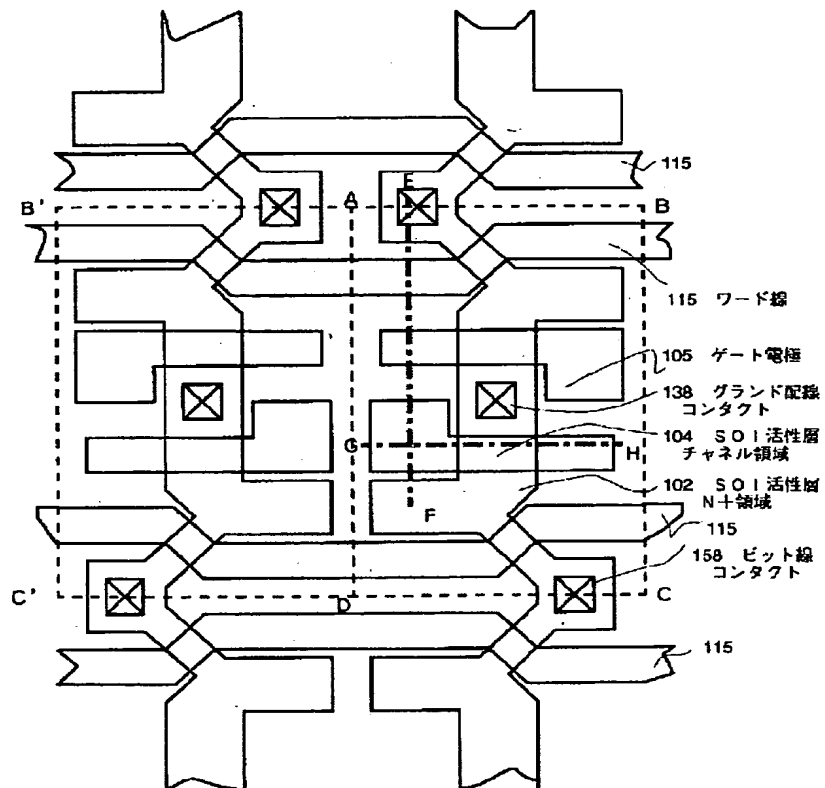 115
E
A
B'
B
115 ワード線
105 ゲート電極
138 グランド配線
コンタクト
104 SOI活性層
チャネル領域
G
H
102 SOI活性層
N+領域
F
115
158 ビット線
コンタクト
C'
D
C
115